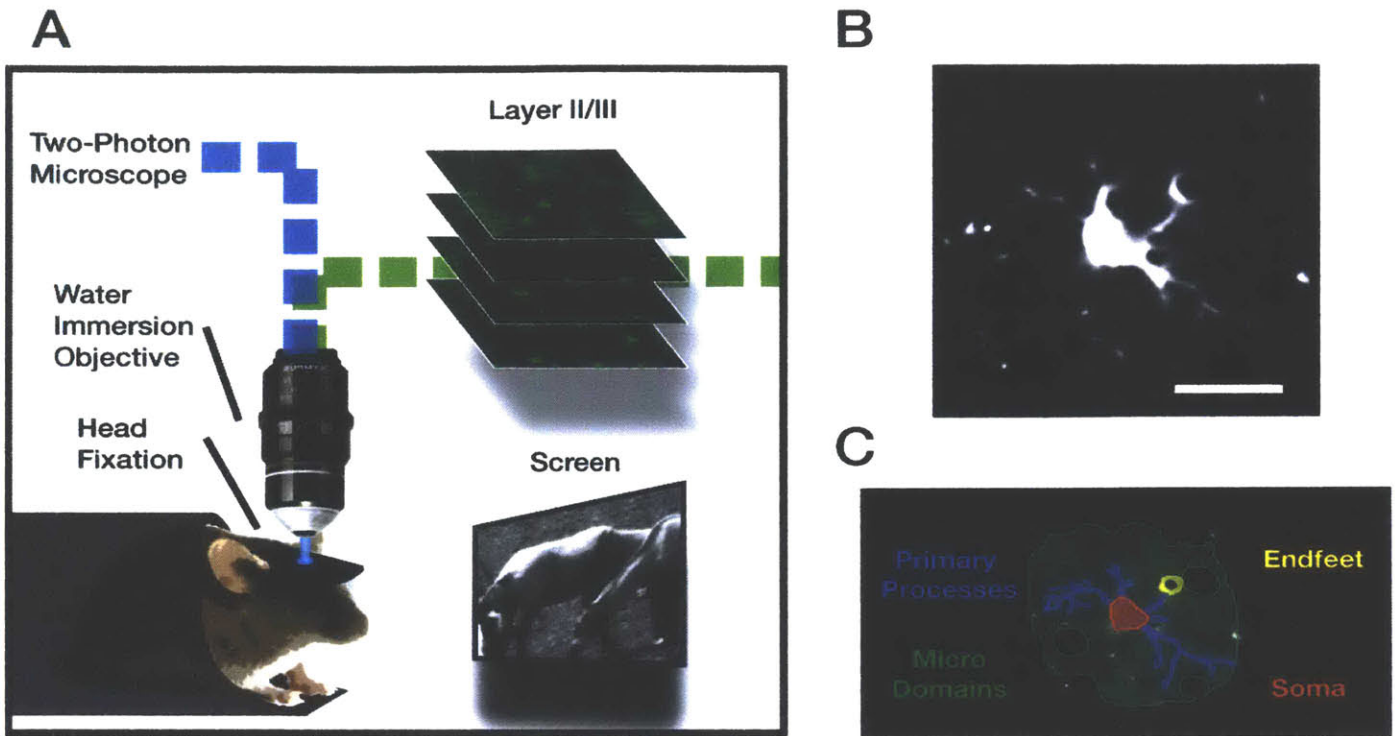 A
Layer II/III
Two-Photon
Microscope
Water
Immersion
Objective
Head
Fixation
Screen
B
C
Primary
Processes
Endfeet
Micro
Domains
Soma